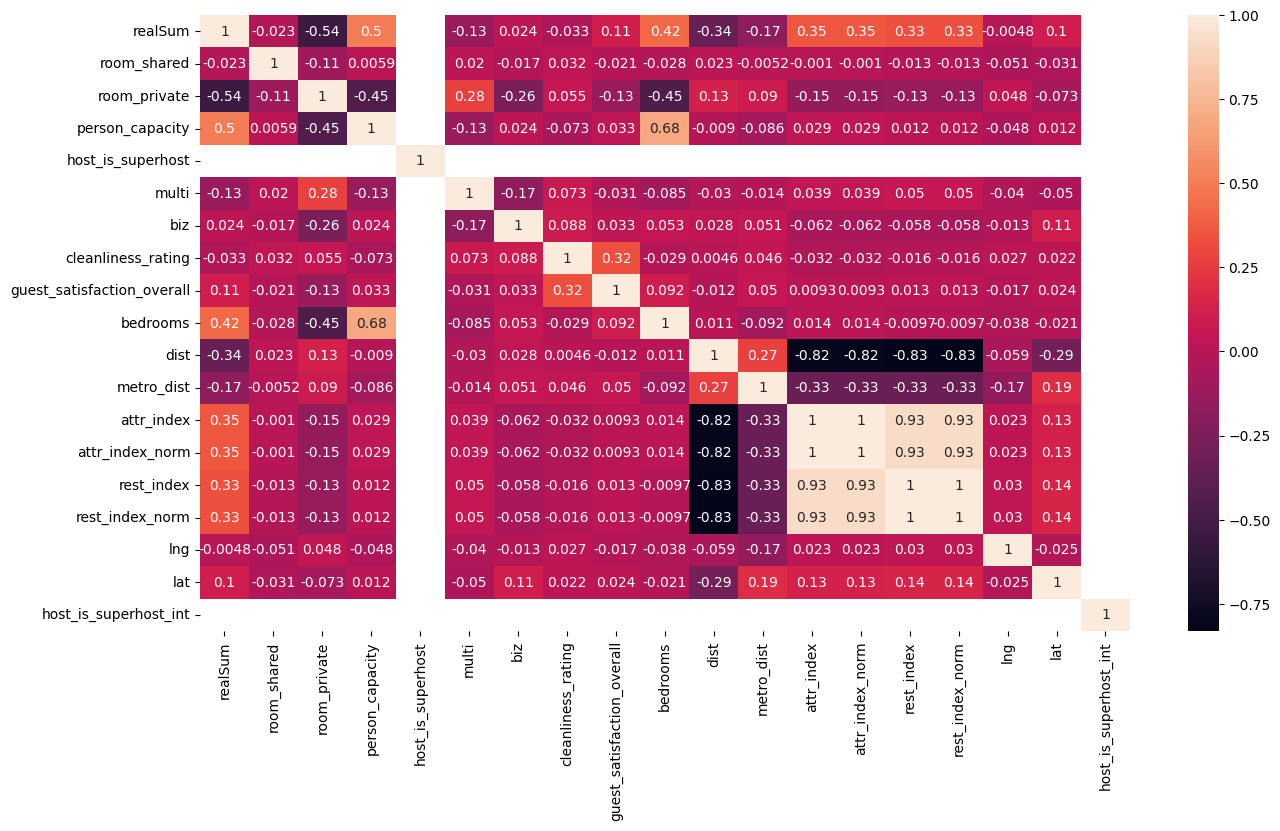 realSum 1 -0.023 -0.54 0.5 -0.13 0.024 -0.033 0.11 0.42 -0.34 -0.17 0.35 0.35 0.33 0.33 -0.0048 0.1
room_shared -0.023 1 -0.11 0.0059 0.02 -0.017 0.032 -0.021 -0.028 0.023 -0.0052 -0.001 -0.001 -0.013 -0.013 -0.051 -0.031
room_private -0.54 -0.11 1 -0.45 0.28 -0.26 0.055 -0.13 -0.45 0.13 0.09 -0.15 -0.15 -0.13 -0.13 0.048 -0.073
person_capacity 0.5 0.0059 -0.45 1 -0.13 0.024 -0.073 0.033 0.68 -0.009 -0.086 0.029 0.029 0.012 0.012 -0.048 0.012
host_is_superhost 1
multi -0.13 0.02 0.28 -0.13 1 -0.17 0.073 -0.031 -0.085 -0.03 -0.014 0.039 0.039 0.05 0.05 -0.04 -0.05
biz 0.024 -0.017 -0.26 0.024 -0.17 1 0.088 0.033 0.053 0.028 0.051 -0.062 -0.062 -0.058 -0.058 -0.013 0.11
cleanliness_rating -0.033 0.032 0.055 -0.073 0.073 0.088 1 0.32 -0.029 0.0046 0.046 -0.032 -0.032 -0.016 -0.016 0.027 0.022
guest_satisfaction_overall 0.11 -0.021 -0.13 0.033 -0.031 0.033 0.32 1 0.092 -0.012 0.05 0.0093 0.0093 0.013 0.013 -0.017 0.024
bedrooms 0.42 -0.028 -0.45 0.68 -0.085 0.053 -0.029 0.092 1 0.011 -0.092 0.014 0.014 -0.0097 -0.0097 -0.038 -0.021
dist -0.34 0.023 0.13 -0.009 -0.03 0.028 0.0046 -0.012 0.011 1 0.27 -0.82 -0.82 -0.83 -0.83 -0.059 -0.29
metro_dist -0.17 -0.0052 0.09 -0.086 -0.014 0.051 0.046 0.05 -0.092 0.27 1 -0.33 -0.33 -0.33 -0.33 -0.17 0.19
attr_index 0.35 -0.001 -0.15 0.029 0.039 -0.062 -0.032 0.0093 0.014 -0.82 -0.33 1 1 0.93 0.93 0.023 0.13
attr_index_norm 0.35 -0.001 -0.15 0.029 0.039 -0.062 -0.032 0.0093 0.014 -0.82 -0.33 1 1 0.93 0.93 0.023 0.13
rest_index 0.33 -0.013 -0.13 0.012 0.05 -0.058 -0.016 0.013 -0.0097 -0.83 -0.33 0.93 0.93 1 1 0.03 0.14
rest_index_norm 0.33 -0.013 -0.13 0.012 0.05 -0.058 -0.016 0.013 -0.0097 -0.83 -0.33 0.93 0.93 1 1 0.03 0.14
lng -0.0048 -0.051 0.048 -0.048 -0.04 -0.013 0.027 -0.017 -0.038 -0.059 -0.17 0.023 0.023 0.03 0.03 1 -0.025
lat 0.1 -0.031 -0.073 0.012 -0.05 0.11 0.022 0.024 -0.021 -0.29 0.19 0.13 0.13 0.14 0.14 -0.025 1
host_is_superhost_int 1
realSum
room_shared
room_private
person_capacity
host_is_superhost
multi
biz
cleanliness_rating
guest_satisfaction_overall
bedrooms
dist
metro_dist
attr_index
attr_index_norm
rest_index
rest_index_norm
lng
lat
host_is_superhost_int
1.00
0.75
0.50
0.25
0.00
−0.25
−0.50
−0.75